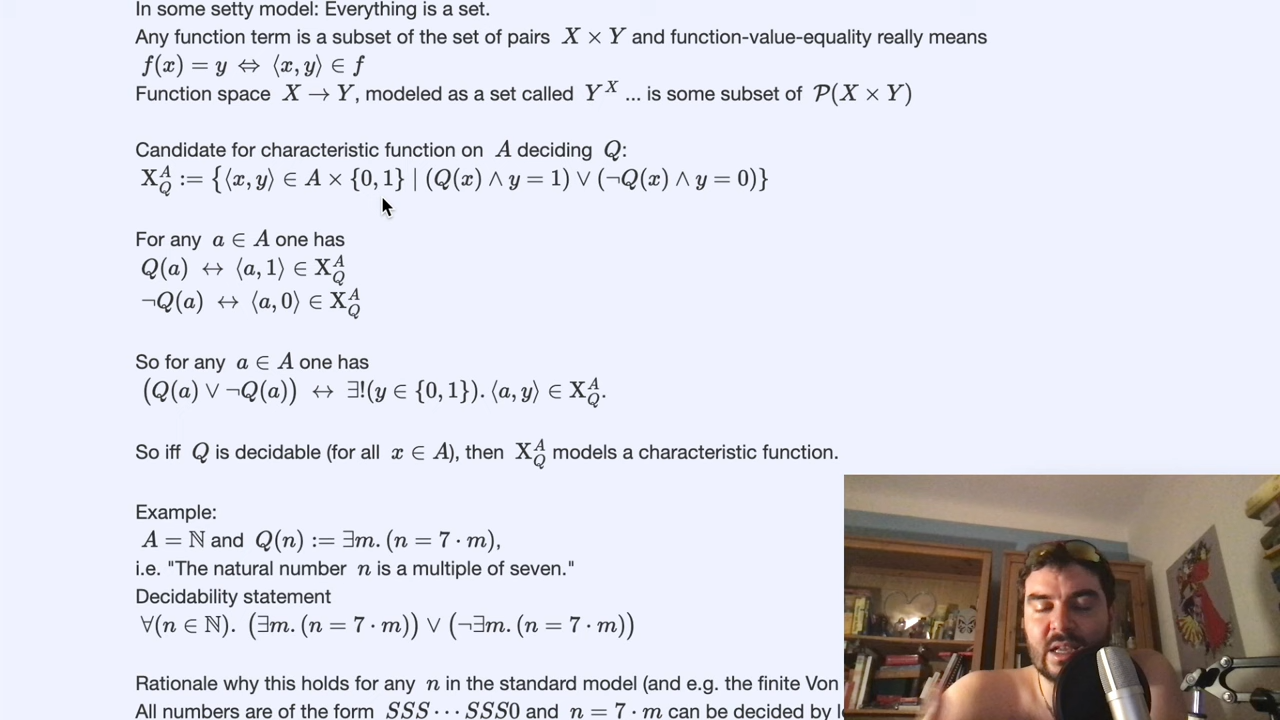 In some setty model: Everything is a set.
Any function term is a subset of the set of pairs X × Y and function-value-equality really means
f(x) = y ⇔ ⟨x, y⟩ ∈ f
Function space X → Y, modeled as a set called Y^X ... is some subset of 𝒫(X × Y)
Candidate for characteristic function on A deciding Q:
X_Q^A := {⟨x, y⟩ ∈ A × {0, 1} | (Q(x) ∧ y = 1) ∨ (¬Q(x) ∧ y = 0)}
For any a ∈ A one has
Q(a) ↔ ⟨a, 1⟩ ∈ X_Q^A
¬Q(a) ↔ ⟨a, 0⟩ ∈ X_Q^A
So for any a ∈ A one has
(Q(a) ∨ ¬Q(a)) ↔ ∃!(y ∈ {0, 1}). ⟨a, y⟩ ∈ X_Q^A.
So iff Q is decidable (for all x ∈ A), then X_Q^A models a characteristic function.
Example:
A = ℕ and Q(n) := ∃m. (n = 7 · m),
i.e. "The natural number n is a multiple of seven."
Decidability statement
∀(n ∈ ℕ). (∃m. (n = 7 · m)) ∨ (¬∃m. (n = 7 · m))
Rationale why this holds for any n in the standard model (and e.g. the finite Von
All numbers are of the form SSS ··· SSS0 and n = 7 · m can be decided by